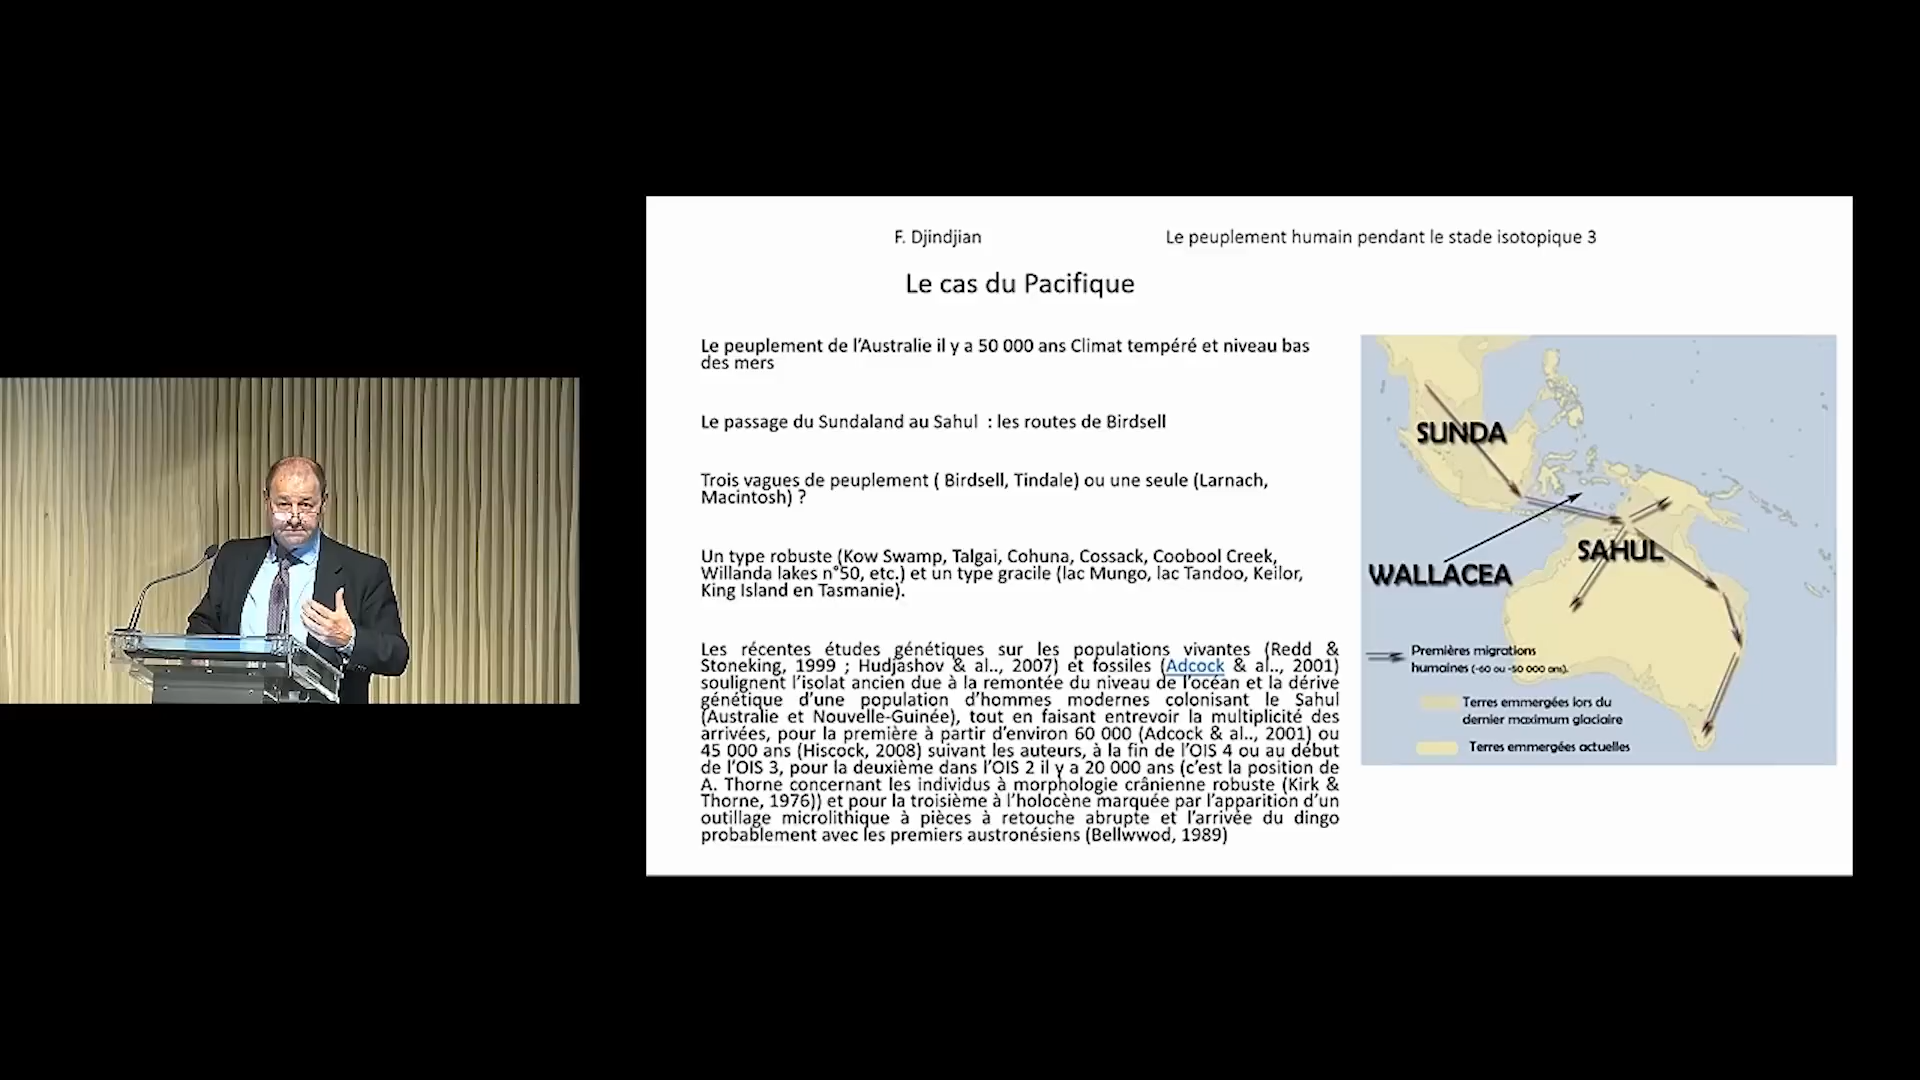 F. Djindjian
Le peuplement humain pendant le stade isotopique 3
Le cas du Pacifique
Le peuplement de l'Australie il y a 50 000 ans Climat tempéré et niveau bas
des mers
Le passage du Sundaland au Sahul : les routes de Birdsell
Trois vagues de peuplement ( Birdsell, Tindale) ou une seule (Larnach,
Macintosh) ?
Un type robuste (Kow Swamp, Talgai, Cohuna, Cossack, Coobool Creek,
Willanda lakes n°50, etc.) et un type gracile (lac Mungo, lac Tandoo, Keilor,
King Island en Tasmanie).
Les récentes études génétiques sur les populations vivantes (Redd &
Stoneking, 1999 ; Hudjashov & al.., 2007) et fossiles (Adcock & al.., 2001)
soulignent l'isolat ancien due à la remontée du niveau de l'océan et la dérive
génétique d'une population d'hommes modernes colonisant le Sahul
(Australie et Nouvelle-Guinée), tout en faisant entrevoir la multiplicité des
arrivées, pour la première à partir d'environ 60 000 (Adcock & al.., 2001) ou
45 000 ans (Hiscock, 2008) suivant les auteurs, à la fin de l'OIS 4 ou au début
de l'OIS 3, pour la deuxième dans l'OIS 2 il y a 20 000 ans (c'est la position de
A. Thorne concernant les individus à morphologie crânienne robuste (Kirk &
Thorne, 1976)) et pour la troisième à l'holocène marquée par l'apparition d'un
outillage microlithique à pièces à retouche abrupte et l'arrivée du dingo
probablement avec les premiers austronésiens (Bellwwod, 1989)
SUNDA
SAHUL
WALLACEA
Premières migrations
humaines (-60 ou -50 000 ans).
Terres emmergées lors du
dernier maximum glaciaire
Terres emmergées actuelles